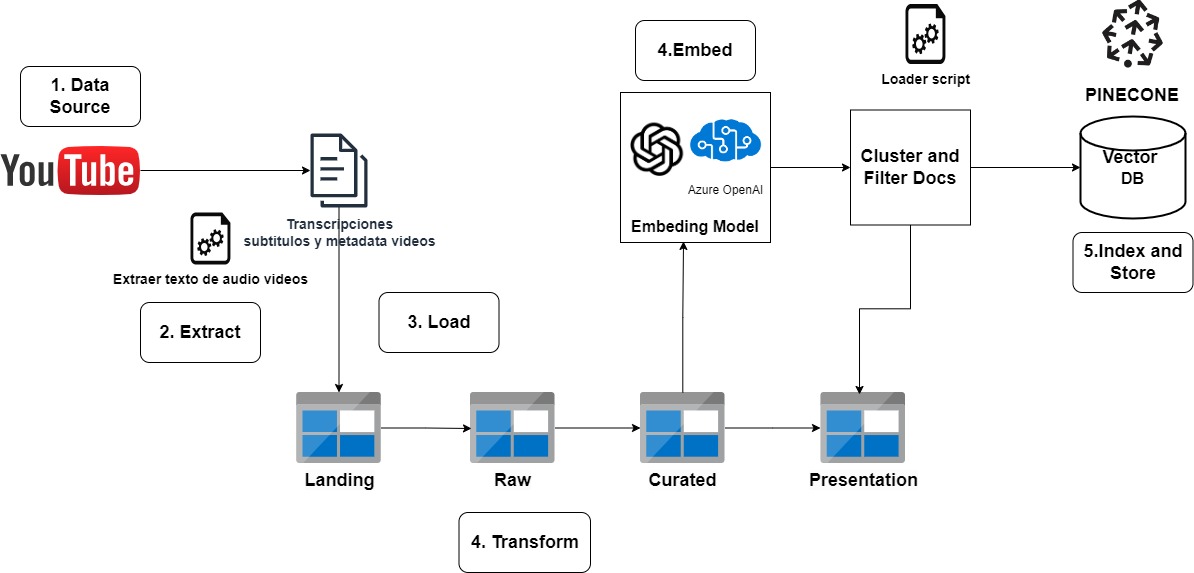 1. Data
Source
YouTube
Transcripciones
subtitulos y metadata videos
Extraer texto de audio videos
2. Extract
3. Load
Landing
Raw
Curated
Presentation
4. Transform
4.Embed
Azure OpenAI
Embeding Model
Loader script
Cluster and
Filter Docs
PINECONE
Vector
DB
5.Index and
Store